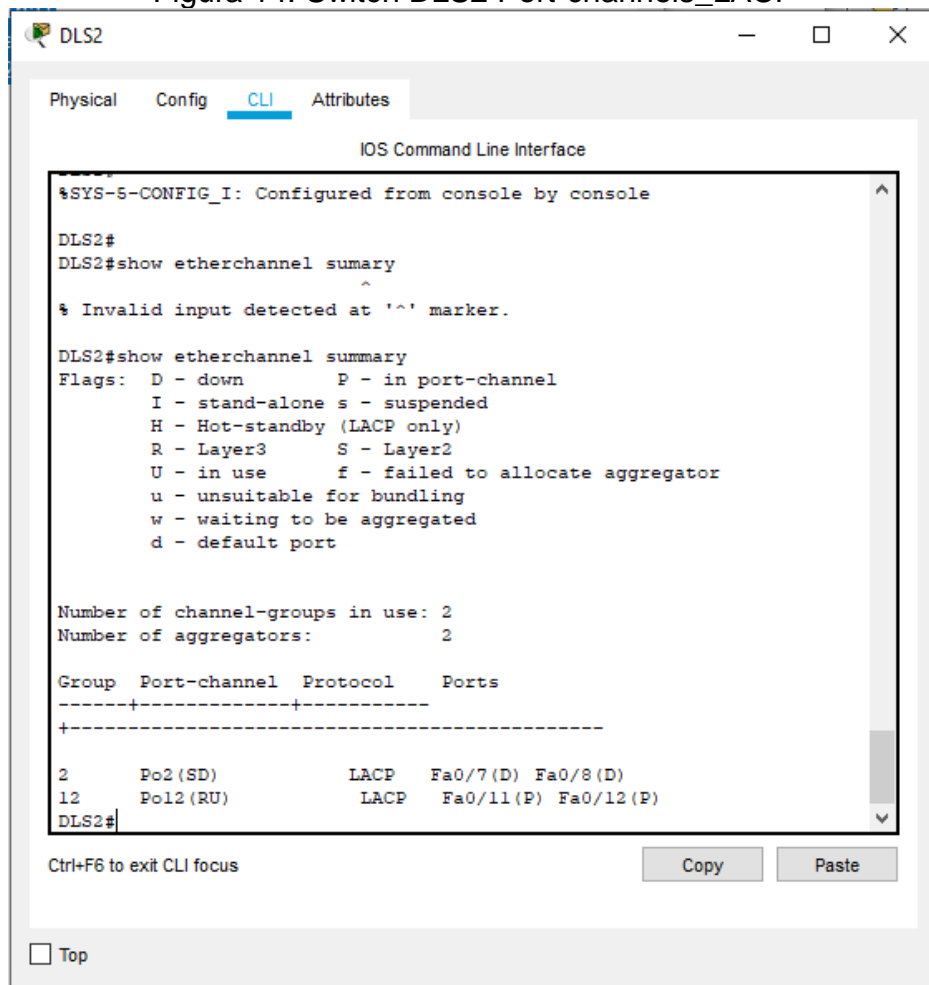 DLS2
Physical Config CLI Attributes
IOS Command Line Interface
%SYS-5-CONFIG_I: Configured from console by console
DLS2#
DLS2#show etherchannel sumary
^
% Invalid input detected at '^' marker.
DLS2#show etherchannel summary
Flags: D - down P - in port-channel
I - stand-alone s - suspended
H - Hot-standby (LACP only)
R - Layer3 S - Layer2
U - in use f - failed to allocate aggregator
u - unsuitable for bundling
w - waiting to be aggregated
d - default port
Number of channel-groups in use: 2
Number of aggregators: 2
Group Port-channel Protocol Ports
------+-------------+-----------
+----------------------------------------------
2 Po2(SD) LACP Fa0/7(D) Fa0/8(D)
12 Po12(RU) LACP Fa0/11(P) Fa0/12(P)
DLS2#
Ctrl+F6 to exit CLI focus
Copy Paste
Top